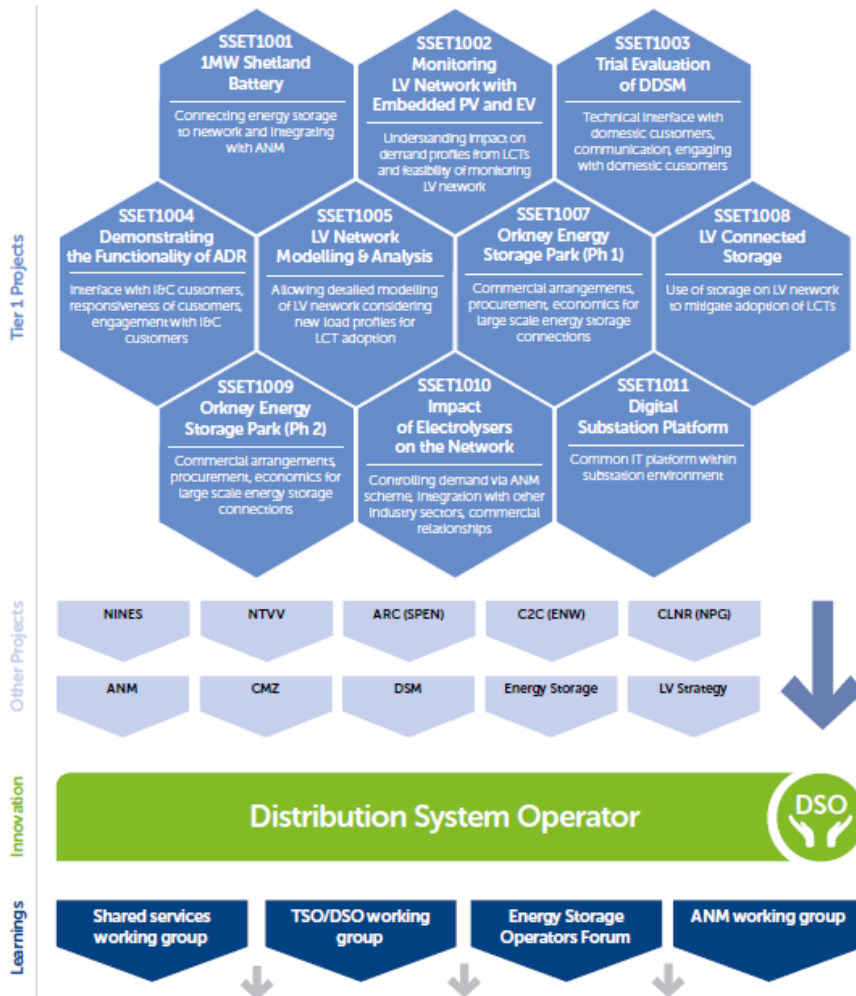 Tier 1 Projects
SSET1001
1MW Shetland
Battery
Connecting energy storage
to network and integrating
with ANM
SSET1002
Monitoring
LV Network with
Embedded PV and EV
Understanding impact on
demand profiles from LCTs
and feasibility of monitoring
LV network
SSET1003
Trial Evaluation
of DDSM
Technical interface with
domestic customers,
communication, engaging
with domestic customers
SSET1004
Demonstrating
the Functionality of ADR
Interface with I&C customers,
responsiveness of customers,
engagement with I&C
customers
SSET1005
LV Network
Modelling & Analysis
Allowing detailed modelling
of LV network considering
new load profiles for
LCT adoption
SSET1007
Orkney Energy
Storage Park (Ph 1)
Commercial arrangements,
procurement, economics for
large scale energy storage
connections
SSET1008
LV Connected
Storage
Use of storage on LV network
to mitigate adoption of LCTs
SSET1009
Orkney Energy
Storage Park (Ph 2)
Commercial arrangements,
procurement, economics for
large scale energy storage
connections
SSET1010
Impact
of Electrolysers
on the Network
Controlling demand via ANM
scheme, integration with other
industry sectors, commercial
relationships
SSET1011
Digital
Substation Platform
Common IT platform within
substation environment
Other Projects
NINES
NTVV
ARC (SPEN)
C2C (ENW)
CLNR (NPG)
ANM
CMZ
DSM
Energy Storage
LV Strategy
Innovation
Distribution System Operator
DSO
Learnings
Shared services
working group
TSO/DSO working
group
Energy Storage
Operators Forum
ANM working group